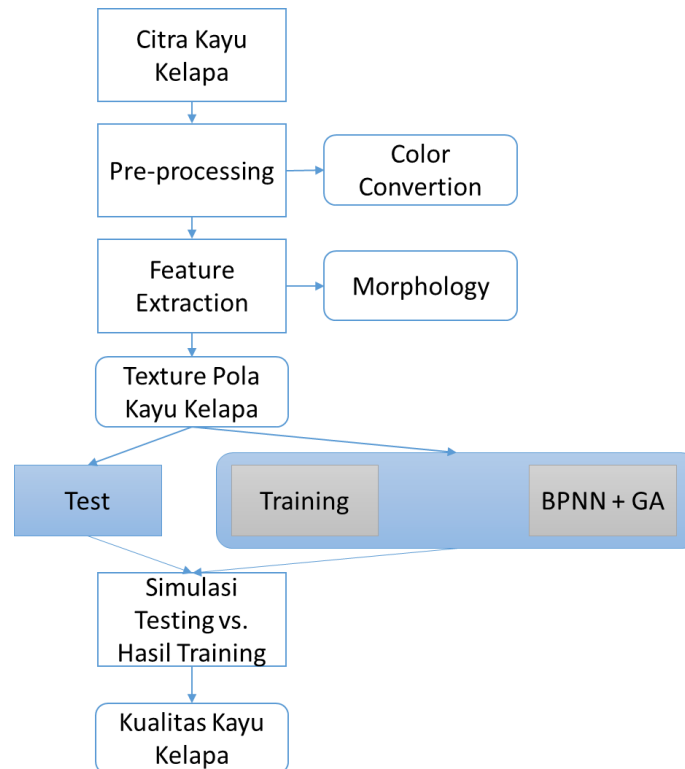 Citra Kayu
Kelapa
Pre-processing
Color
Convertion
Feature
Extraction
Morphology
Texture Pola
Kayu Kelapa
Test
Training
BPNN + GA
Simulasi
Testing vs.
Hasil Training
Kualitas Kayu
Kelapa